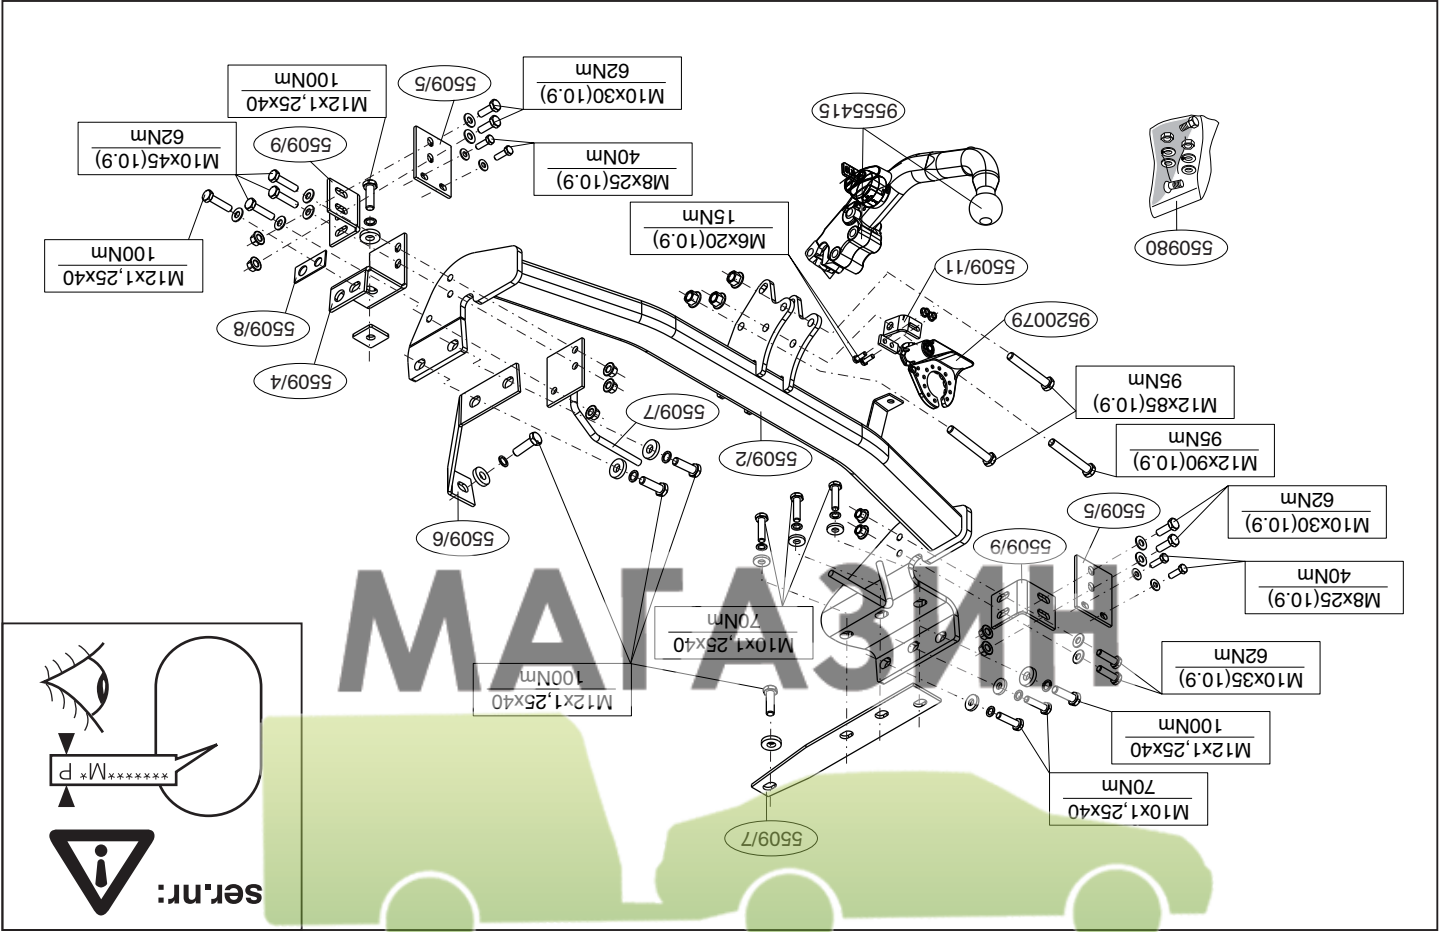 ser.nr:
5509/7
M10x1,25x40
70Nm
*******M* P
M12x1,25x40
100Nm
M12x1,25x40
100Nm
M10x35(10.9)
62Nm
M10x1,25x40
70Nm
M8x25(10.9)
40Nm
5509/9
5509/6
5509/5
M10x30(10.9)
62Nm
5509/2
M12x90(10.9)
95Nm
5509/7
M12x85(10.9)
95Nm
5509/4
5509/8
9520079
5509/11
M12x1,25x40
100Nm
550980
M6x20(10.9)
15Nm
M8x25(10.9)
40Nm
M10x45(10.9)
62Nm
5509/9
9555415
M12x1,25x40
100Nm
5509/5
M10x30(10.9)
62Nm
МАГАЗИН